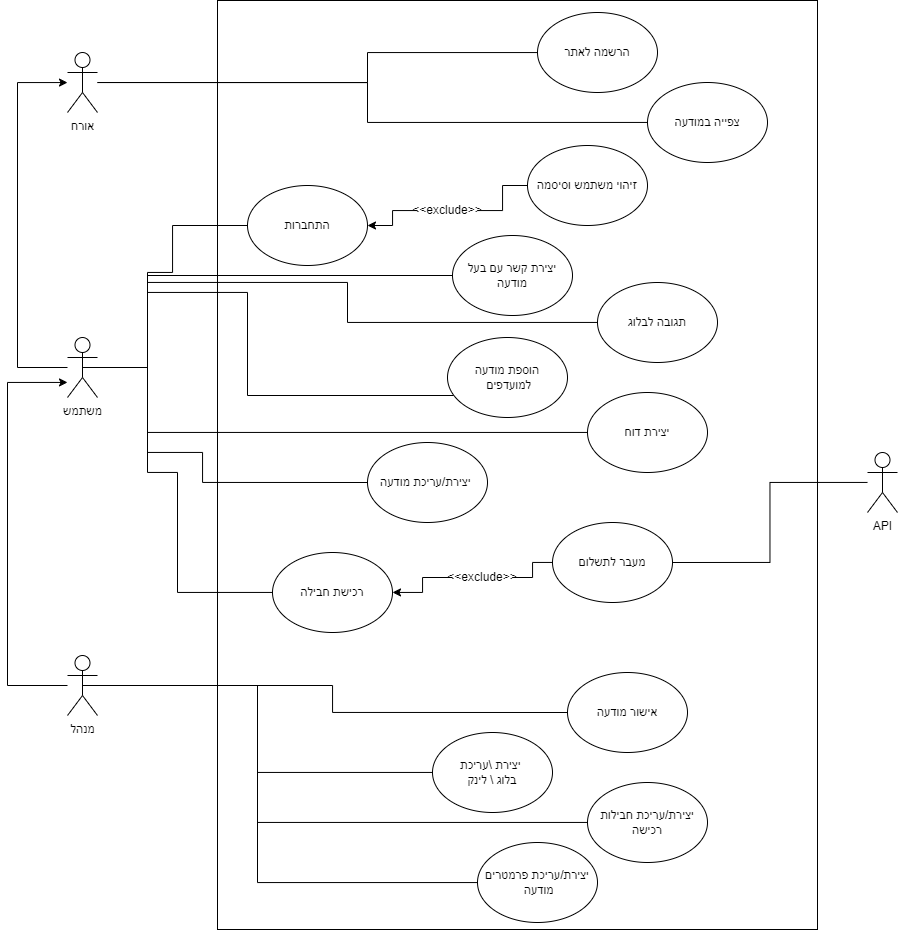 הרשמה לאתר
אורח
צפייה במודעה
זיהוי משתמש וסיסמה
<<exclude>>
התחברות
יצירת קשר עם בעל
מודעה
תגובה לבלוג
הוספת מודעה
למועדפים
משתמש
יצירת דוח
יצירת/עריכת מודעה
API
מעבר לתשלום
<<exclude>>
רכישת חבילה
מנהל
אישור מודעה
יצירת \עריכת
בלוג \ לינק
יצירת/עריכת חבילות
רכישה
יצירת/עריכת פרמטרים
מודעה